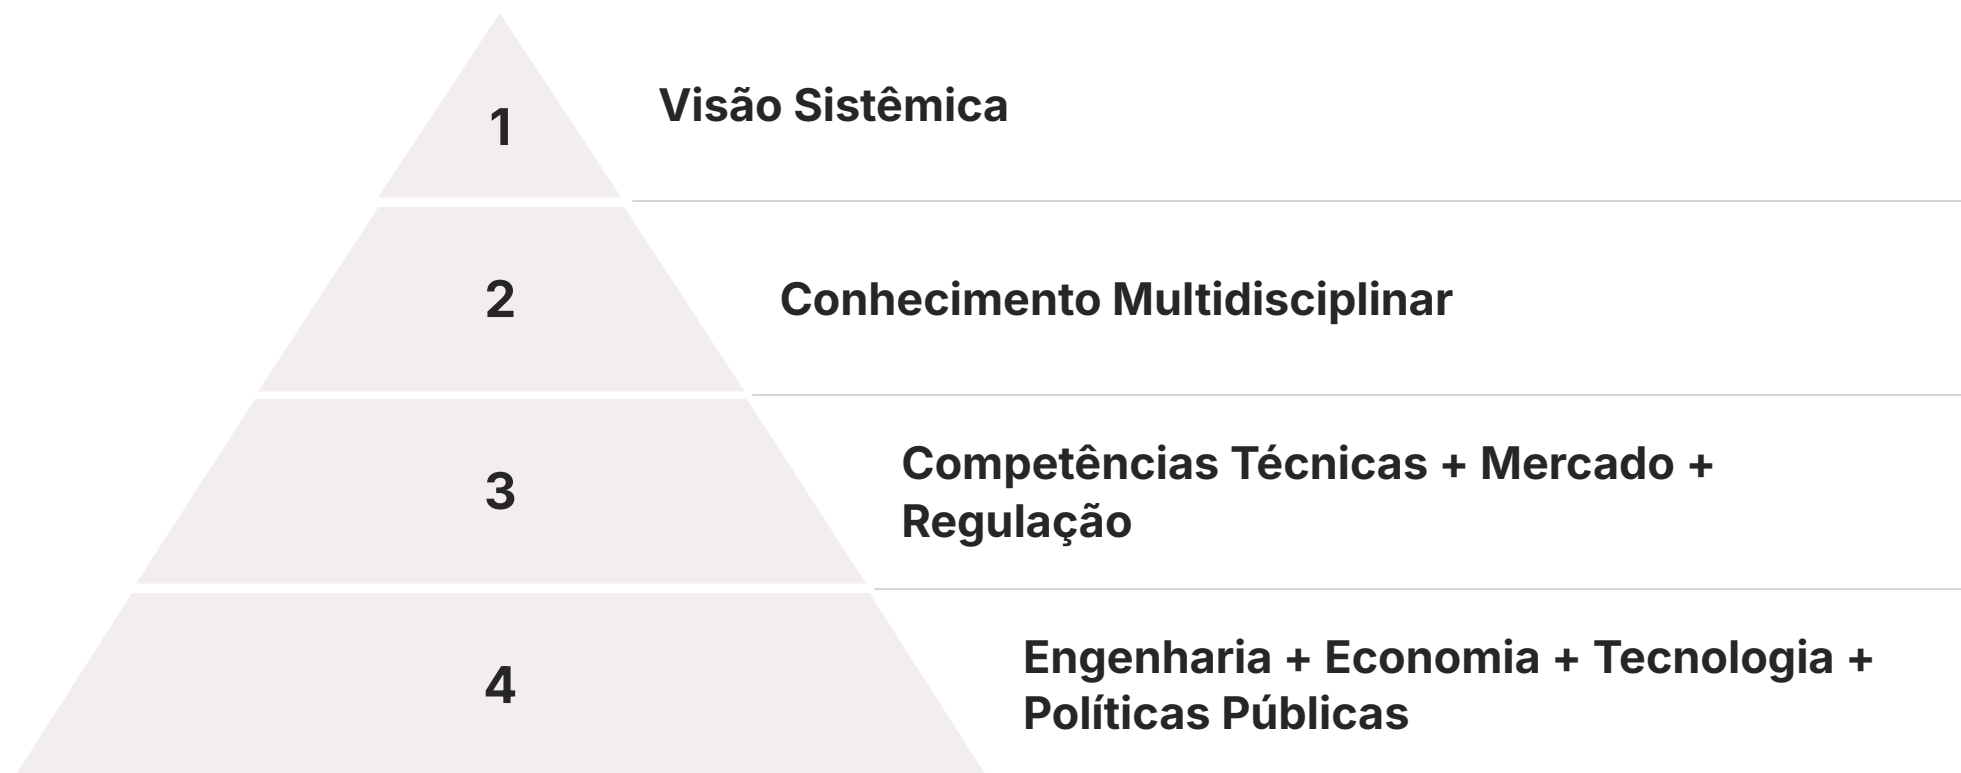 1
Visão Sistêmica
2
Conhecimento Multidisciplinar
3
Competências Técnicas + Mercado +
Regulação
4
Engenharia + Economia + Tecnologia +
Políticas Públicas